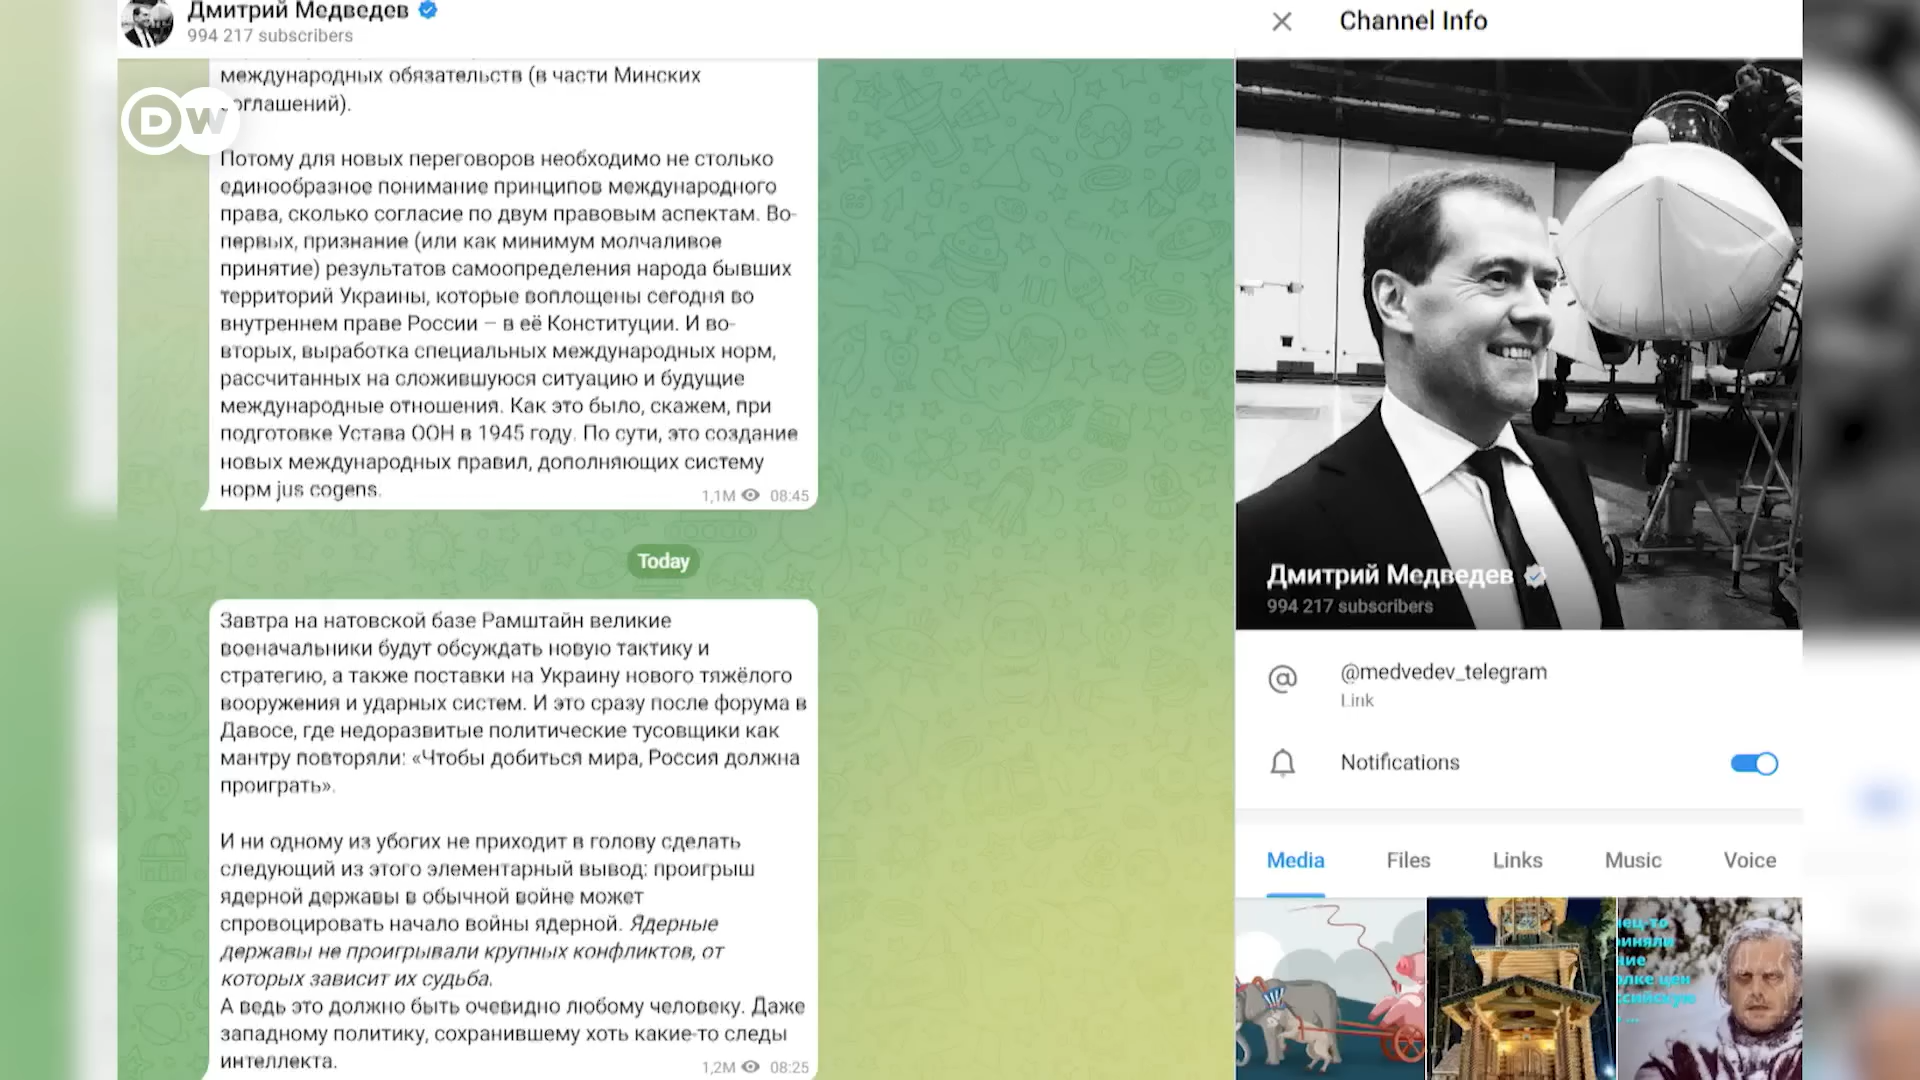 Дмитрий Медведев
994 217 subscribers
международных обязательств (в части Минских
соглашений).
DW
Потому для новых переговоров необходимо не столько
единообразное понимание принципов международного
права, сколько согласие по двум правовым аспектам. Во-
первых, признание (или как минимум молчаливое
принятие) результатов самоопределения народа бывших
территорий Украины, которые воплощены сегодня во
внутреннем праве России – в её Конституции. И во-
вторых, выработка специальных международных норм,
рассчитанных на сложившуюся ситуацию и будущие
международные отношения. Как это было, скажем, при
подготовке Устава ООН в 1945 году. По сути, это создание
новых международных правил, дополняющих систему
норм jus cogens.
1,1M 08:45
Today
Завтра на натовской базе Рамштайн великие
военачальники будут обсуждать новую тактику и
стратегию, а также поставки на Украину нового тяжёлого
вооружения и ударных систем. И это сразу после форума в
Давосе, где недоразвитые политические тусовщики как
мантру повторяли: «Чтобы добиться мира, Россия должна
проиграть».
И ни одному из убогих не приходит в голову сделать
следующий из этого элементарный вывод: проигрыш
ядерной державы в обычной войне может
спровоцировать начало войны ядерной. Ядерные
державы не проигрывали крупных конфликтов, от
которых зависит их судьба.
А ведь это должно быть очевидно любому человеку. Даже
западному политику, сохранившему хоть какие-то следы
интеллекта.
1,2M 08:25
Channel Info
Дмитрий Медведев
994 217 subscribers
@medvedev_telegram
Link
Notifications
Media Files Links Music Voice